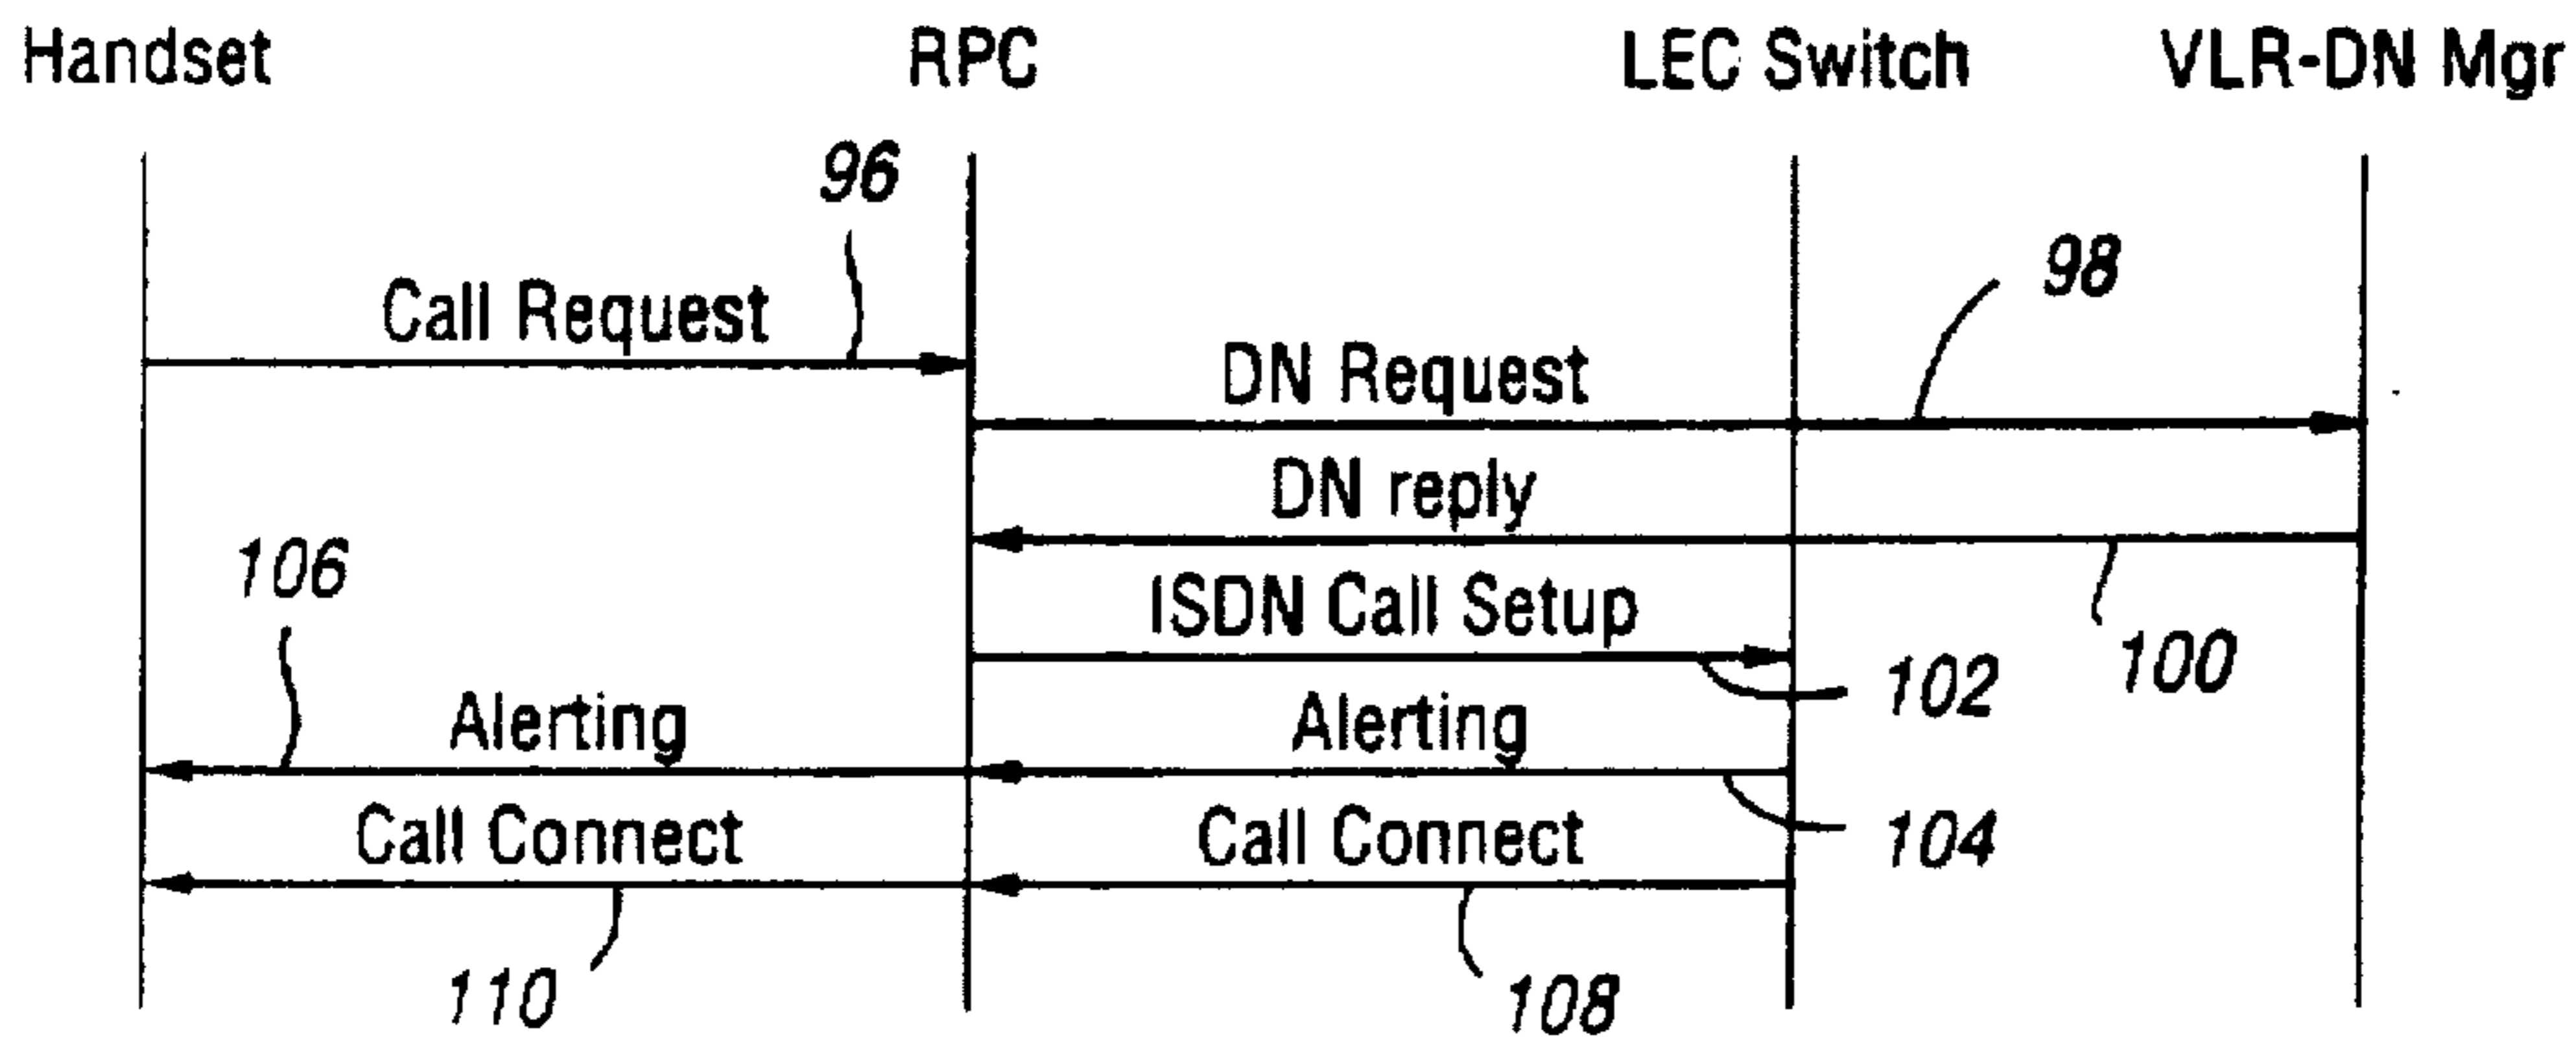 Handset RPC LEC Switch VLR-DN Mgr
96
98
Call Request
DN Request
DN reply
106
ISDN Call Setup
100
102
Alerting Alerting
Call Connect Call Connect
104
110
108